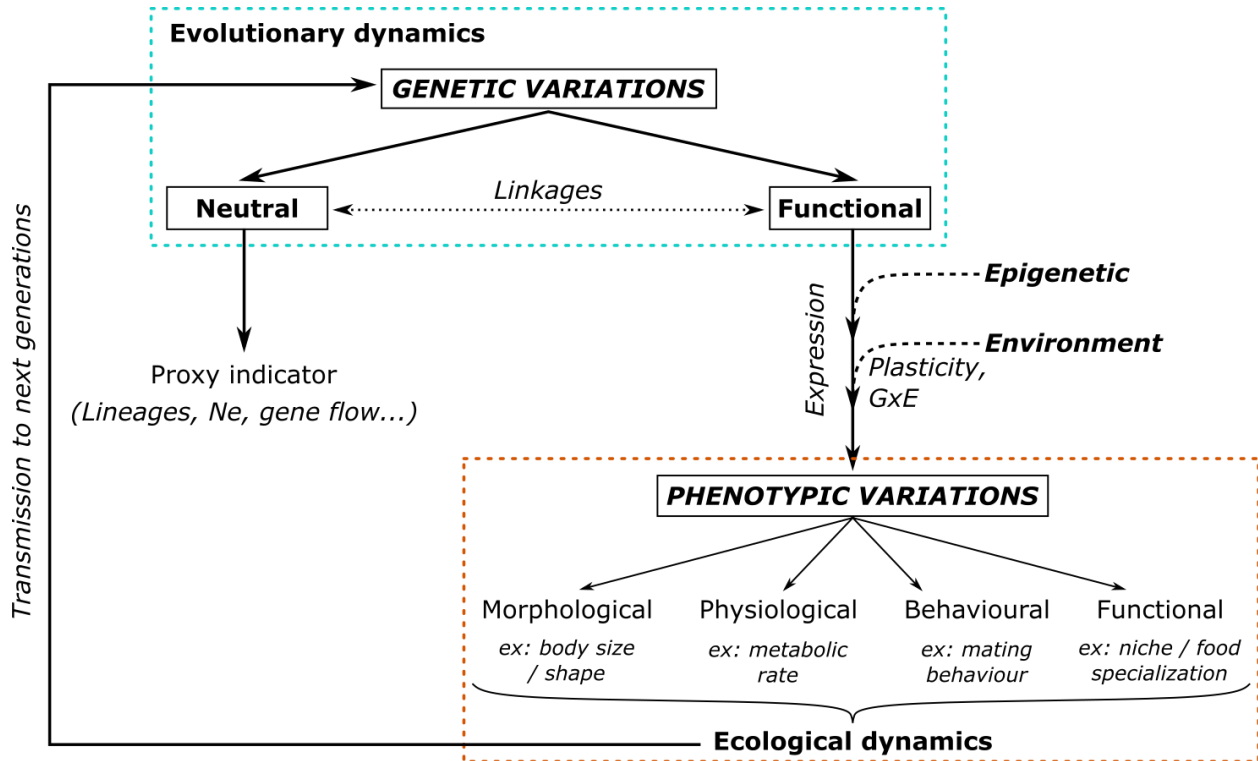 Evolutionary dynamics
GENETIC VARIATIONS
Linkages
Neutral
Functional
Transmission to next generations
Expression
Epigenetic
Environment
Plasticity,
GxE
Proxy indicator
(Lineages, Ne, gene flow...)
PHENOTYPIC VARIATIONS
Morphological
ex: body size
/ shape
Physiological
ex: metabolic
rate
Behavioural
ex: mating
behaviour
Functional
ex: niche / food
specialization
Ecological dynamics